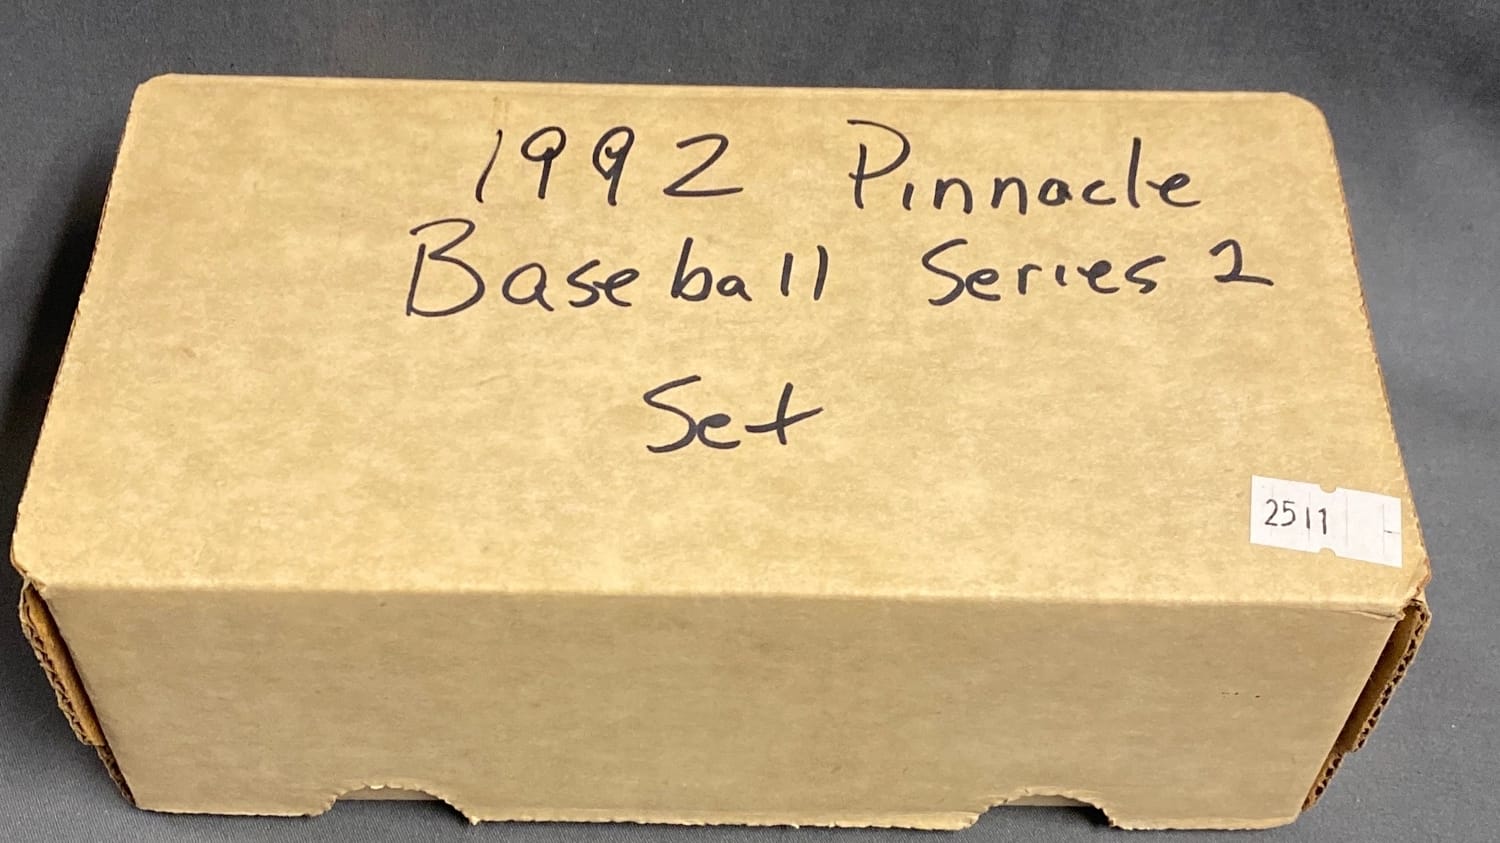 1992 Pinnacle
Baseball Series 2
Set
2511